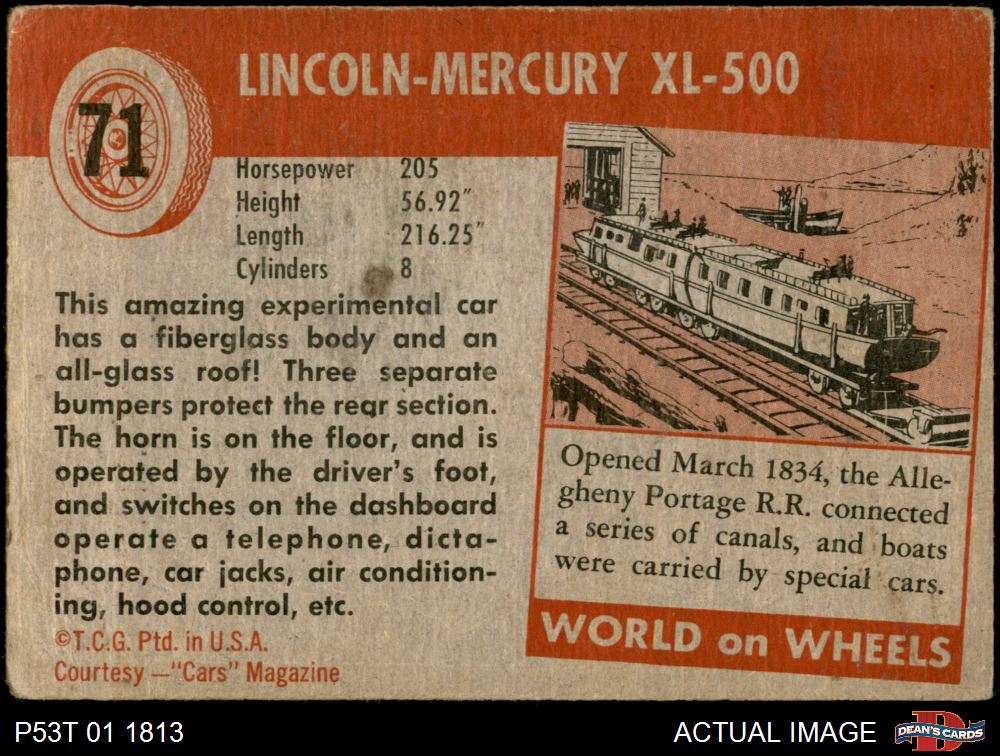 71
LINCOLN-MERCURY XL-500
Horsepower 205
Height 56.92"
Length 216.25"
Cylinders 8
This amazing experimental car
has a fiberglass body and an
all-glass roof! Three separate
bumpers protect the rear section.
The horn is on the floor, and is
operated by the driver's foot,
and switches on the dashboard
operate a telephone, dicta-
phone, car jacks, air condition-
ing, hood control, etc.
©T.C.G. Ptd. in U.S.A.
Courtesy —"Cars" Magazine
Opened March 1834, the Alle-
gheny Portage R.R. connected
a series of canals, and boats
were carried by special cars.
WORLD on WHEELS
P53T 01 1813
ACTUAL IMAGE
DEAN'S CARDS